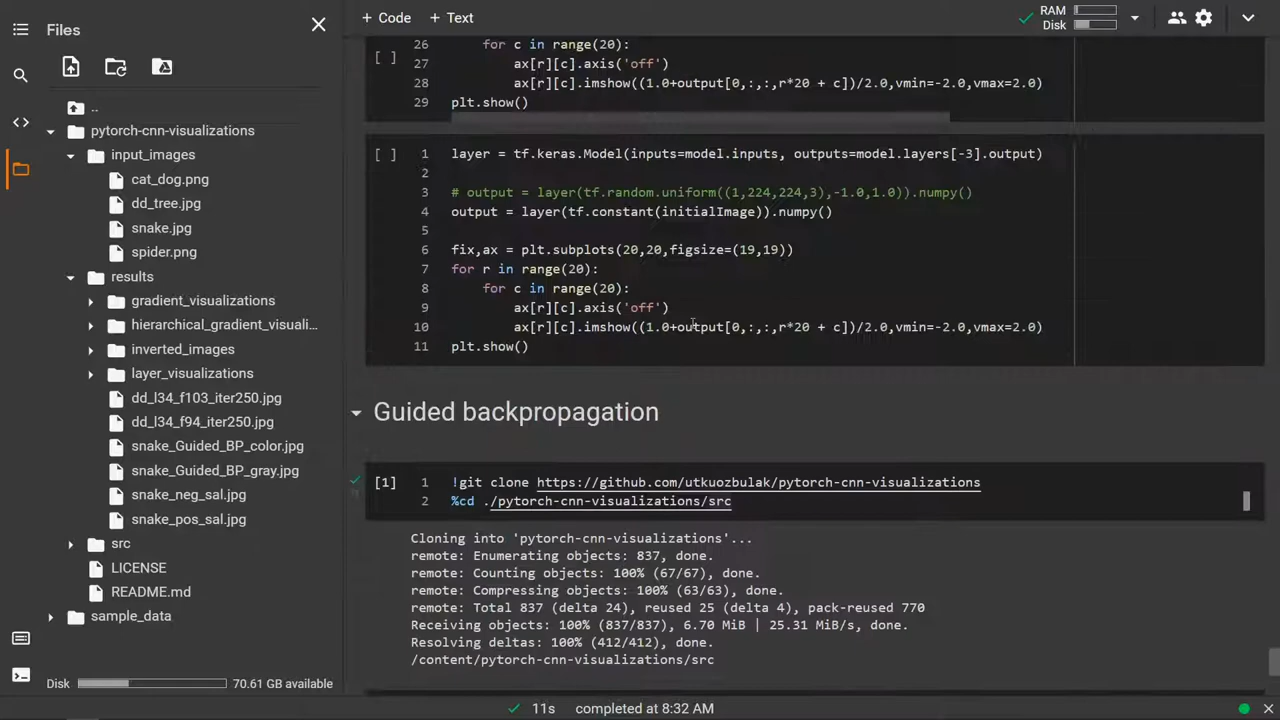 Files
..
pytorch-cnn-visualizations
input_images
cat_dog.png
dd_tree.jpg
snake.jpg
spider.png
results
gradient_visualizations
hierarchical_gradient_visuali...
inverted_images
layer_visualizations
dd_l34_f103_iter250.jpg
dd_l34_f94_iter250.jpg
snake_Guided_BP_color.jpg
snake_Guided_BP_gray.jpg
snake_neg_sal.jpg
snake_pos_sal.jpg
src
LICENSE
README.md
sample_data
Disk 70.61 GB available
+ Code + Text
RAM
Disk
26 for c in range(20):
[ ] 27 ax[r][c].axis('off')
28 ax[r][c].imshow((1.0+output[0,:,:,r*20 + c])/2.0,vmin=-2.0,vmax=2.0)
29 plt.show()
[ ] 1 layer = tf.keras.Model(inputs=model.inputs, outputs=model.layers[-3].output)
2
3 # output = layer(tf.random.uniform((1,224,224,3),-1.0,1.0)).numpy()
4 output = layer(tf.constant(initialImage)).numpy()
5
6 fix,ax = plt.subplots(20,20,figsize=(19,19))
7 for r in range(20):
8 for c in range(20):
9 ax[r][c].axis('off')
10 ax[r][c].imshow((1.0+output[0,:,:,r*20 + c])/2.0,vmin=-2.0,vmax=2.0)
11 plt.show()
Guided backpropagation
[1] 1 !git clone https://github.com/utkuozbulak/pytorch-cnn-visualizations
2 %cd ./pytorch-cnn-visualizations/src
Cloning into 'pytorch-cnn-visualizations'...
remote: Enumerating objects: 837, done.
remote: Counting objects: 100% (67/67), done.
remote: Compressing objects: 100% (63/63), done.
remote: Total 837 (delta 24), reused 25 (delta 4), pack-reused 770
Receiving objects: 100% (837/837), 6.70 MiB | 25.31 MiB/s, done.
Resolving deltas: 100% (412/412), done.
/content/pytorch-cnn-visualizations/src
11s completed at 8:32 AM